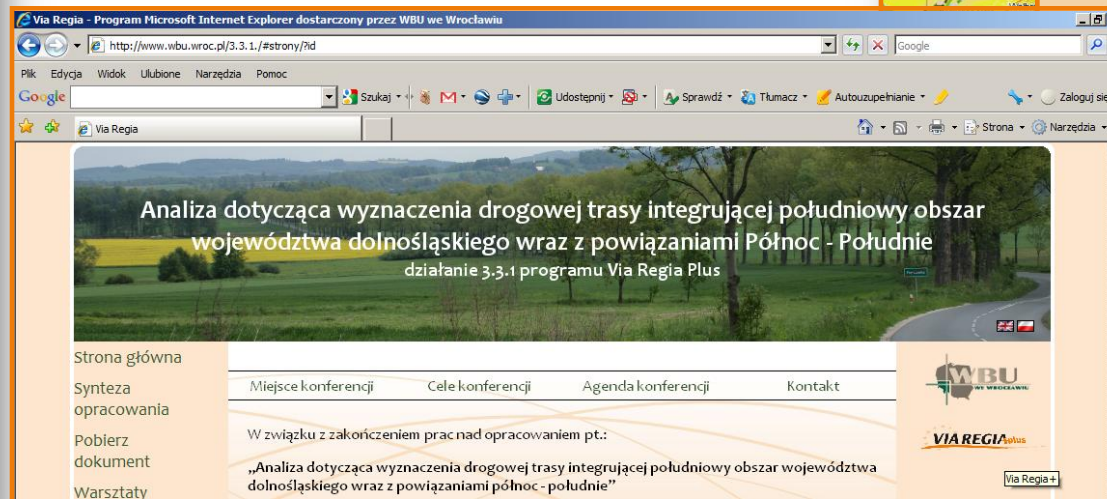 Via Regia - Program Microsoft Internet Explorer dostarczony przez WBU we Wrocławiu
http://www.wbu.wroc.pl/3.3.1./#strony/?id
Google
Plik Edycja Widok Ulubione Narzędzia Pomoc
Google Szukaj Udostępnij Sprawdź Tłumacz Autouzupełnianie Zaloguj się
Via Regia Strona Narzędzia
Analiza dotycząca wyznaczenia drogowej trasy integrującej południowy obszar
województwa dolnośląskiego wraz z powiązaniami Północ - Południe
działanie 3.3.1 programu Via Regia Plus
Strona główna
Synteza
opracowania
Pobierz
dokument
Warsztaty
Miejsce konferencji Cele konferencji Agenda konferencji Kontakt
W związku z zakończeniem prac nad opracowaniem pt.:
„Analiza dotycząca wyznaczenia drogowej trasy integrującej południowy obszar województwa
dolnośląskiego wraz z powiązaniami północ - południe”
WBU
WE WROCŁAWIU
VIA REGIA plus
Via Regia+